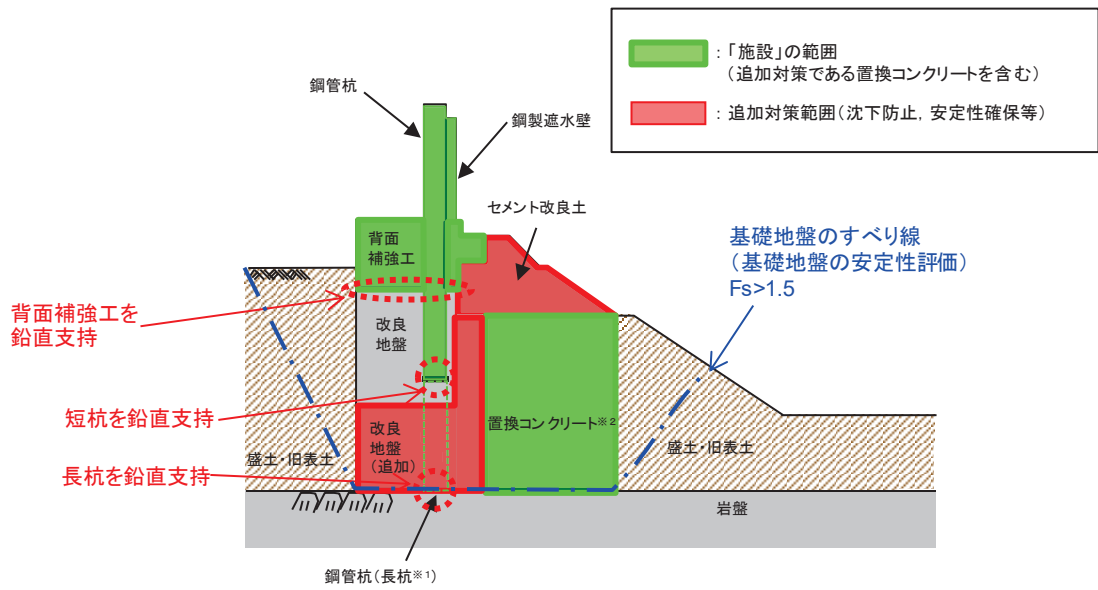 :「施設」の範囲
(追加対策である置換コンクリートを含む)
: 追加対策範囲(沈下防止, 安定性確保等)
鋼管杭
鋼製遮水壁
セメント改良土
背面
補強工
基礎地盤のすべり線
(基礎地盤の安定性評価)
Fs>1.5
背面補強工を
鉛直支持
改良
地盤
短杭を鉛直支持
改良
地盤
(追加)
置換コンクリート※2
盛土・旧表土
盛土・旧表土
長杭を鉛直支持
岩盤
鋼管杭(長杭※1)